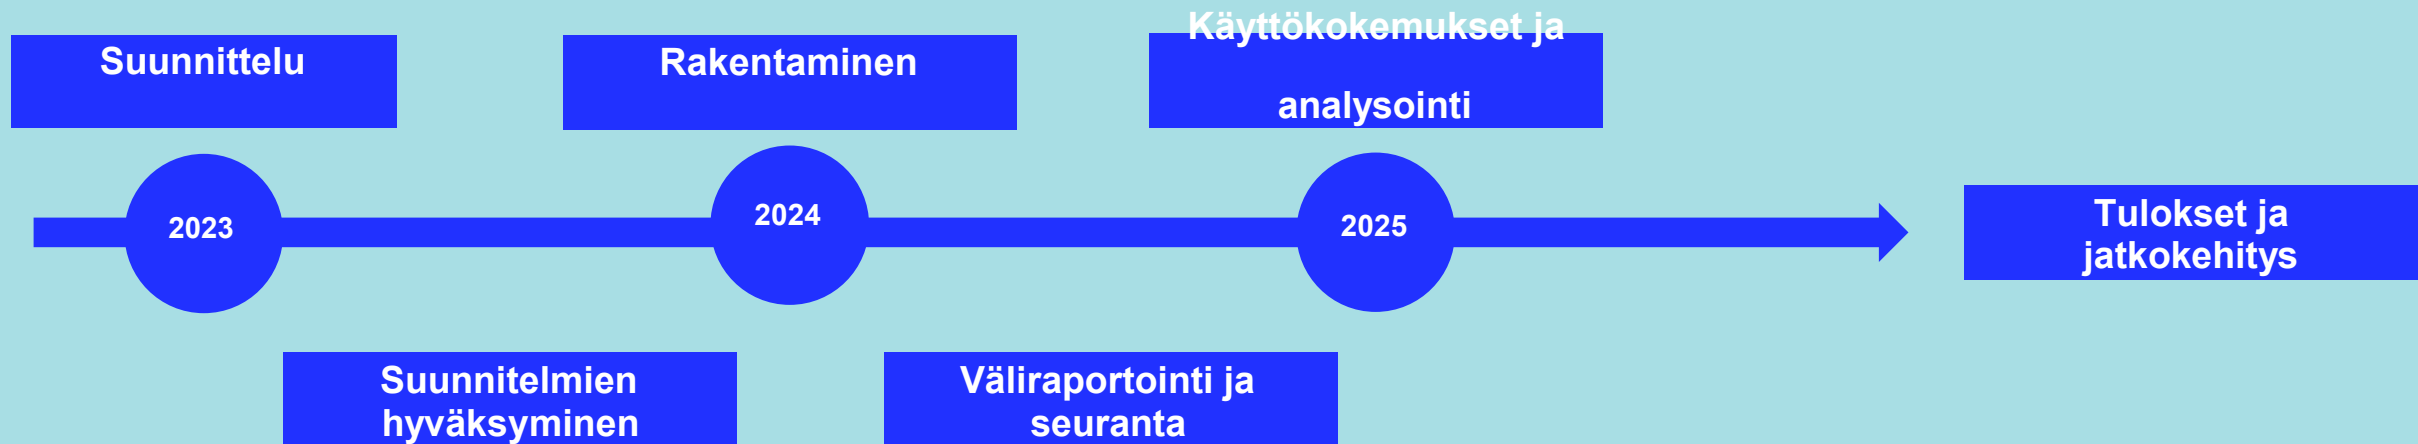 Suunnittelu
Rakentaminen
Käyttökokemukset ja
analysointi
2023
2024
2025
Tulokset ja
jatkokehitys
Suunnitelmien
hyväksyminen
Väliraportointi ja
seuranta